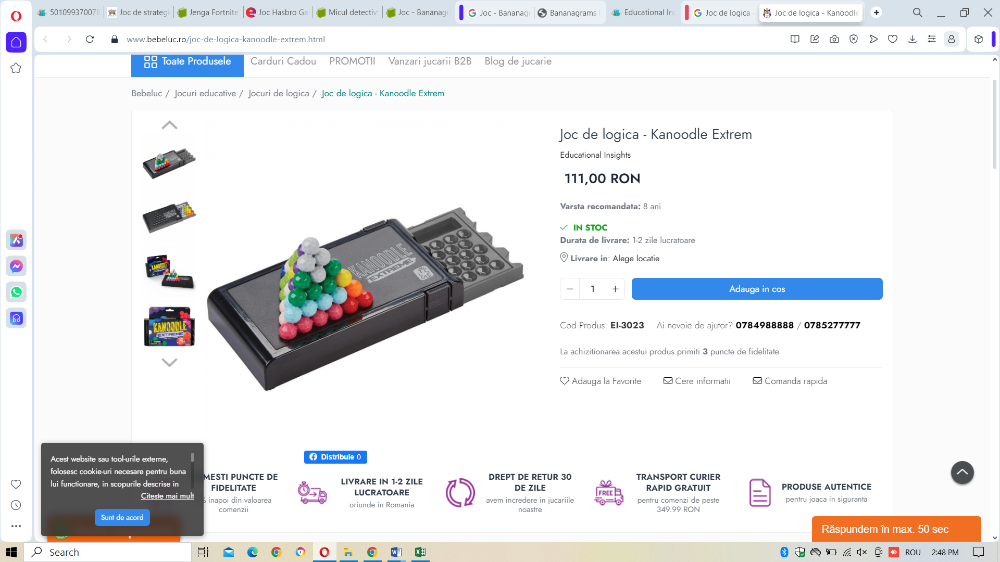 501099370078
Joc de strategi
Jenga Fortnite
Joc Hasbro Ga
Micul detectiv:
Joc - Bananagr
Joc - Bananagr
Bananagrams P
Educational Ins
Joc de logica -
Joc de logica - Kanoodle
www.bebeluc.ro/joc-de-logica-kanoodle-extrem.html
Toate Produsele
Carduri Cadou
PROMOTII
Vanzari jucarii B2B
Blog de jucarie
Bebeluc / Jocuri educative / Jocuri de logica / Joc de logica - Kanoodle Extrem
Joc de logica - Kanoodle Extrem
Educational Insights
111,00 RON
Varsta recomandata: 8 ani
IN STOC
Durata de livrare: 1-2 zile lucratoare
Livrare in: Alege locatie
1
Adauga in cos
Cod Produs: EI-3023
Ai nevoie de ajutor? 0784988888 / 0785277777
La achizitionarea acestui produs primiti 3 puncte de fidelitate
Adauga la Favorite
Cere informatii
Comanda rapida
KANOODLE
EXTREME
KANOODLE
KANOODLE
EXTREME
Distribuie 0
MESTI PUNCTE DE
FIDELITATE
inapoi din valoarea
comenzii
LIVRARE IN 1-2 ZILE
LUCRATOARE
oriunde in Romania
DREPT DE RETUR 30
DE ZILE
avem incredere in jucariile
noastre
FREE
TRANSPORT CURIER
RAPID GRATUIT
pentru comenzi de peste
349.99 RON
PRODUSE AUTENTICE
pentru joaca in siguranta
Acest website sau tool-urile externe,
folosesc cookie-uri necesare pentru buna
lui functionare, in scopurile descrise in
Citeste mai mult
Sunt de acord
Răspundem în max. 50 sec
Search
ROU
2:48 PM